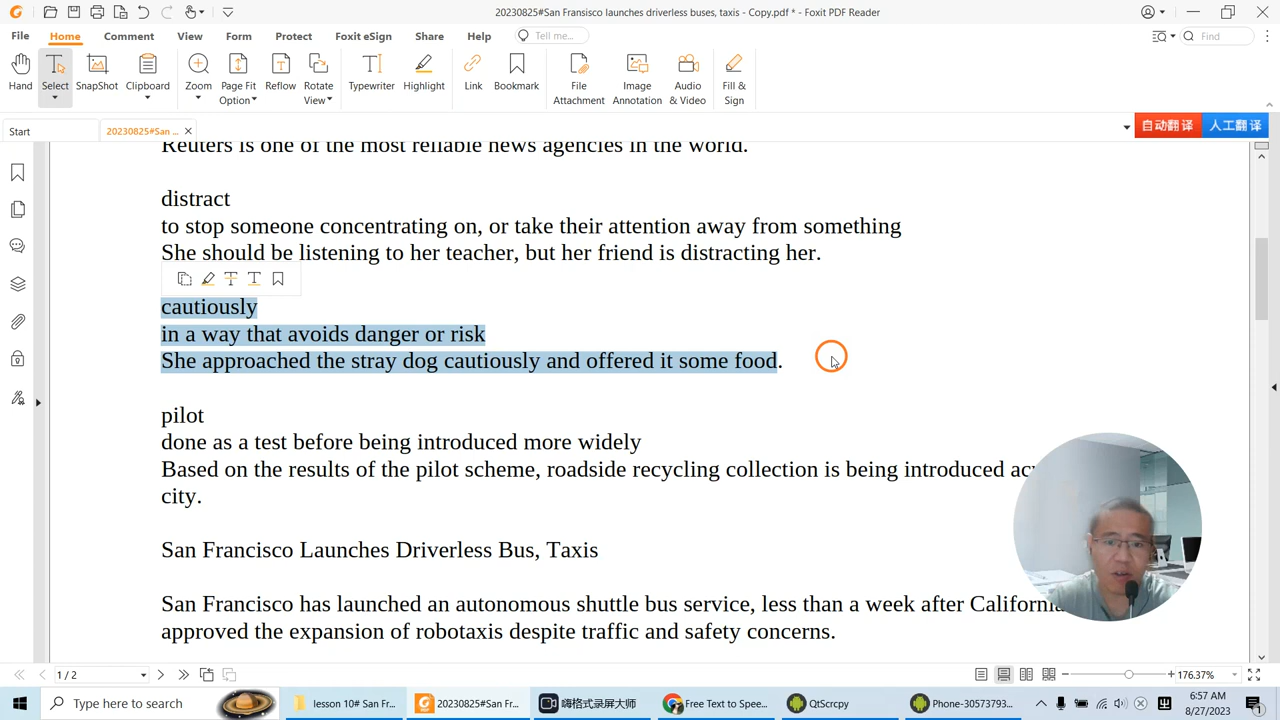 20230825#San Fransisco launches driverless buses, taxis - Copy.pdf * - Foxit PDF Reader
File Home Comment View Form Protect Foxit eSign Share Help Tell me... Find
Hand Select SnapShot Clipboard Zoom Page Fit Option Reflow Rotate View Typewriter Highlight Link Bookmark File Attachment Image Annotation Audio & Video Fill & Sign
Start 20230825#San ... 自动翻译 人工翻译
Reuters is one of the most reliable news agencies in the world.
distract
to stop someone concentrating on, or take their attention away from something
She should be listening to her teacher, but her friend is distracting her.
cautiously
in a way that avoids danger or risk
She approached the stray dog cautiously and offered it some food.
pilot
done as a test before being introduced more widely
Based on the results of the pilot scheme, roadside recycling collection is being introduced
city.
San Francisco Launches Driverless Bus, Taxis
San Francisco has launched an autonomous shuttle bus service, less than a week after California
approved the expansion of robotaxis despite traffic and safety concerns.
1 / 2 176.37%
Type here to search lesson 10# San Fr... 20230825#San Fr... 嗨格式录屏大师 Free Text to Spee... QtScrcpy Phone-30573793... 6:57 AM
8/27/2023 1